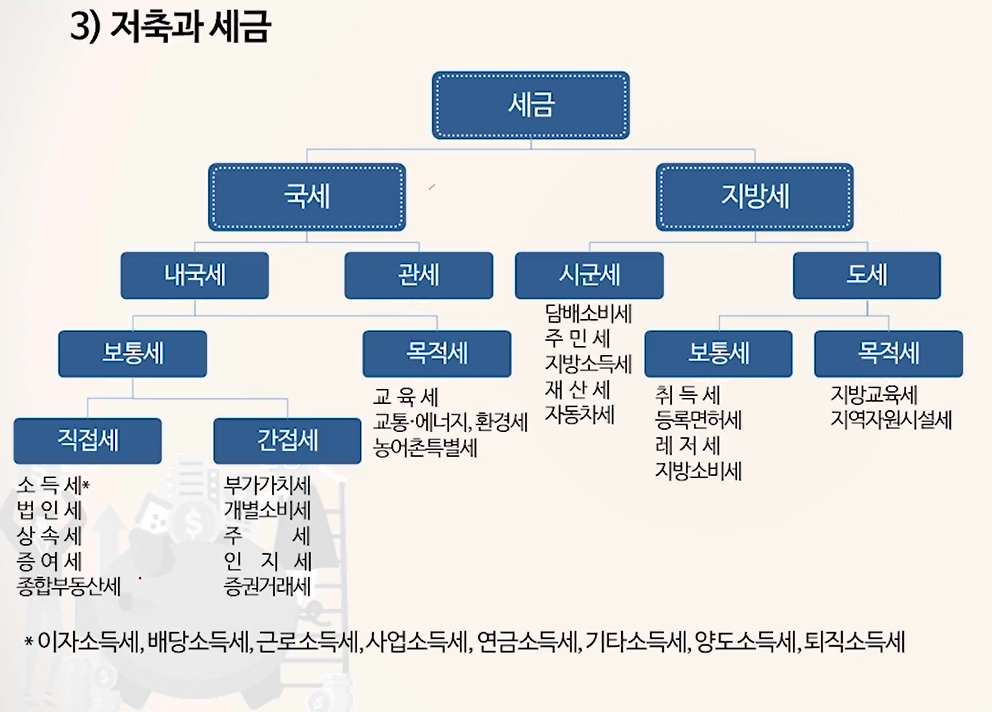 3) 저축과 세금
세금
국세
지방세
내국세
관세
시군세
도세
담배소비세
주 민 세
지방소득세
재 산 세
자동차세
보통세
목적세
보통세
목적세
교 육 세
교통·에너지, 환경세
농어촌특별세
취 득 세
등록면허세
레 저 세
지방소비세
지방교육세
지역자원시설세
직접세
간접세
소 득 세*
법 인 세
상 속 세
증 여 세
종합부동산세
부가가치세
개별소비세
주 세
인 지 세
증권거래세
* 이자소득세, 배당소득세, 근로소득세, 사업소득세, 연금소득세, 기타소득세, 양도소득세, 퇴직소득세